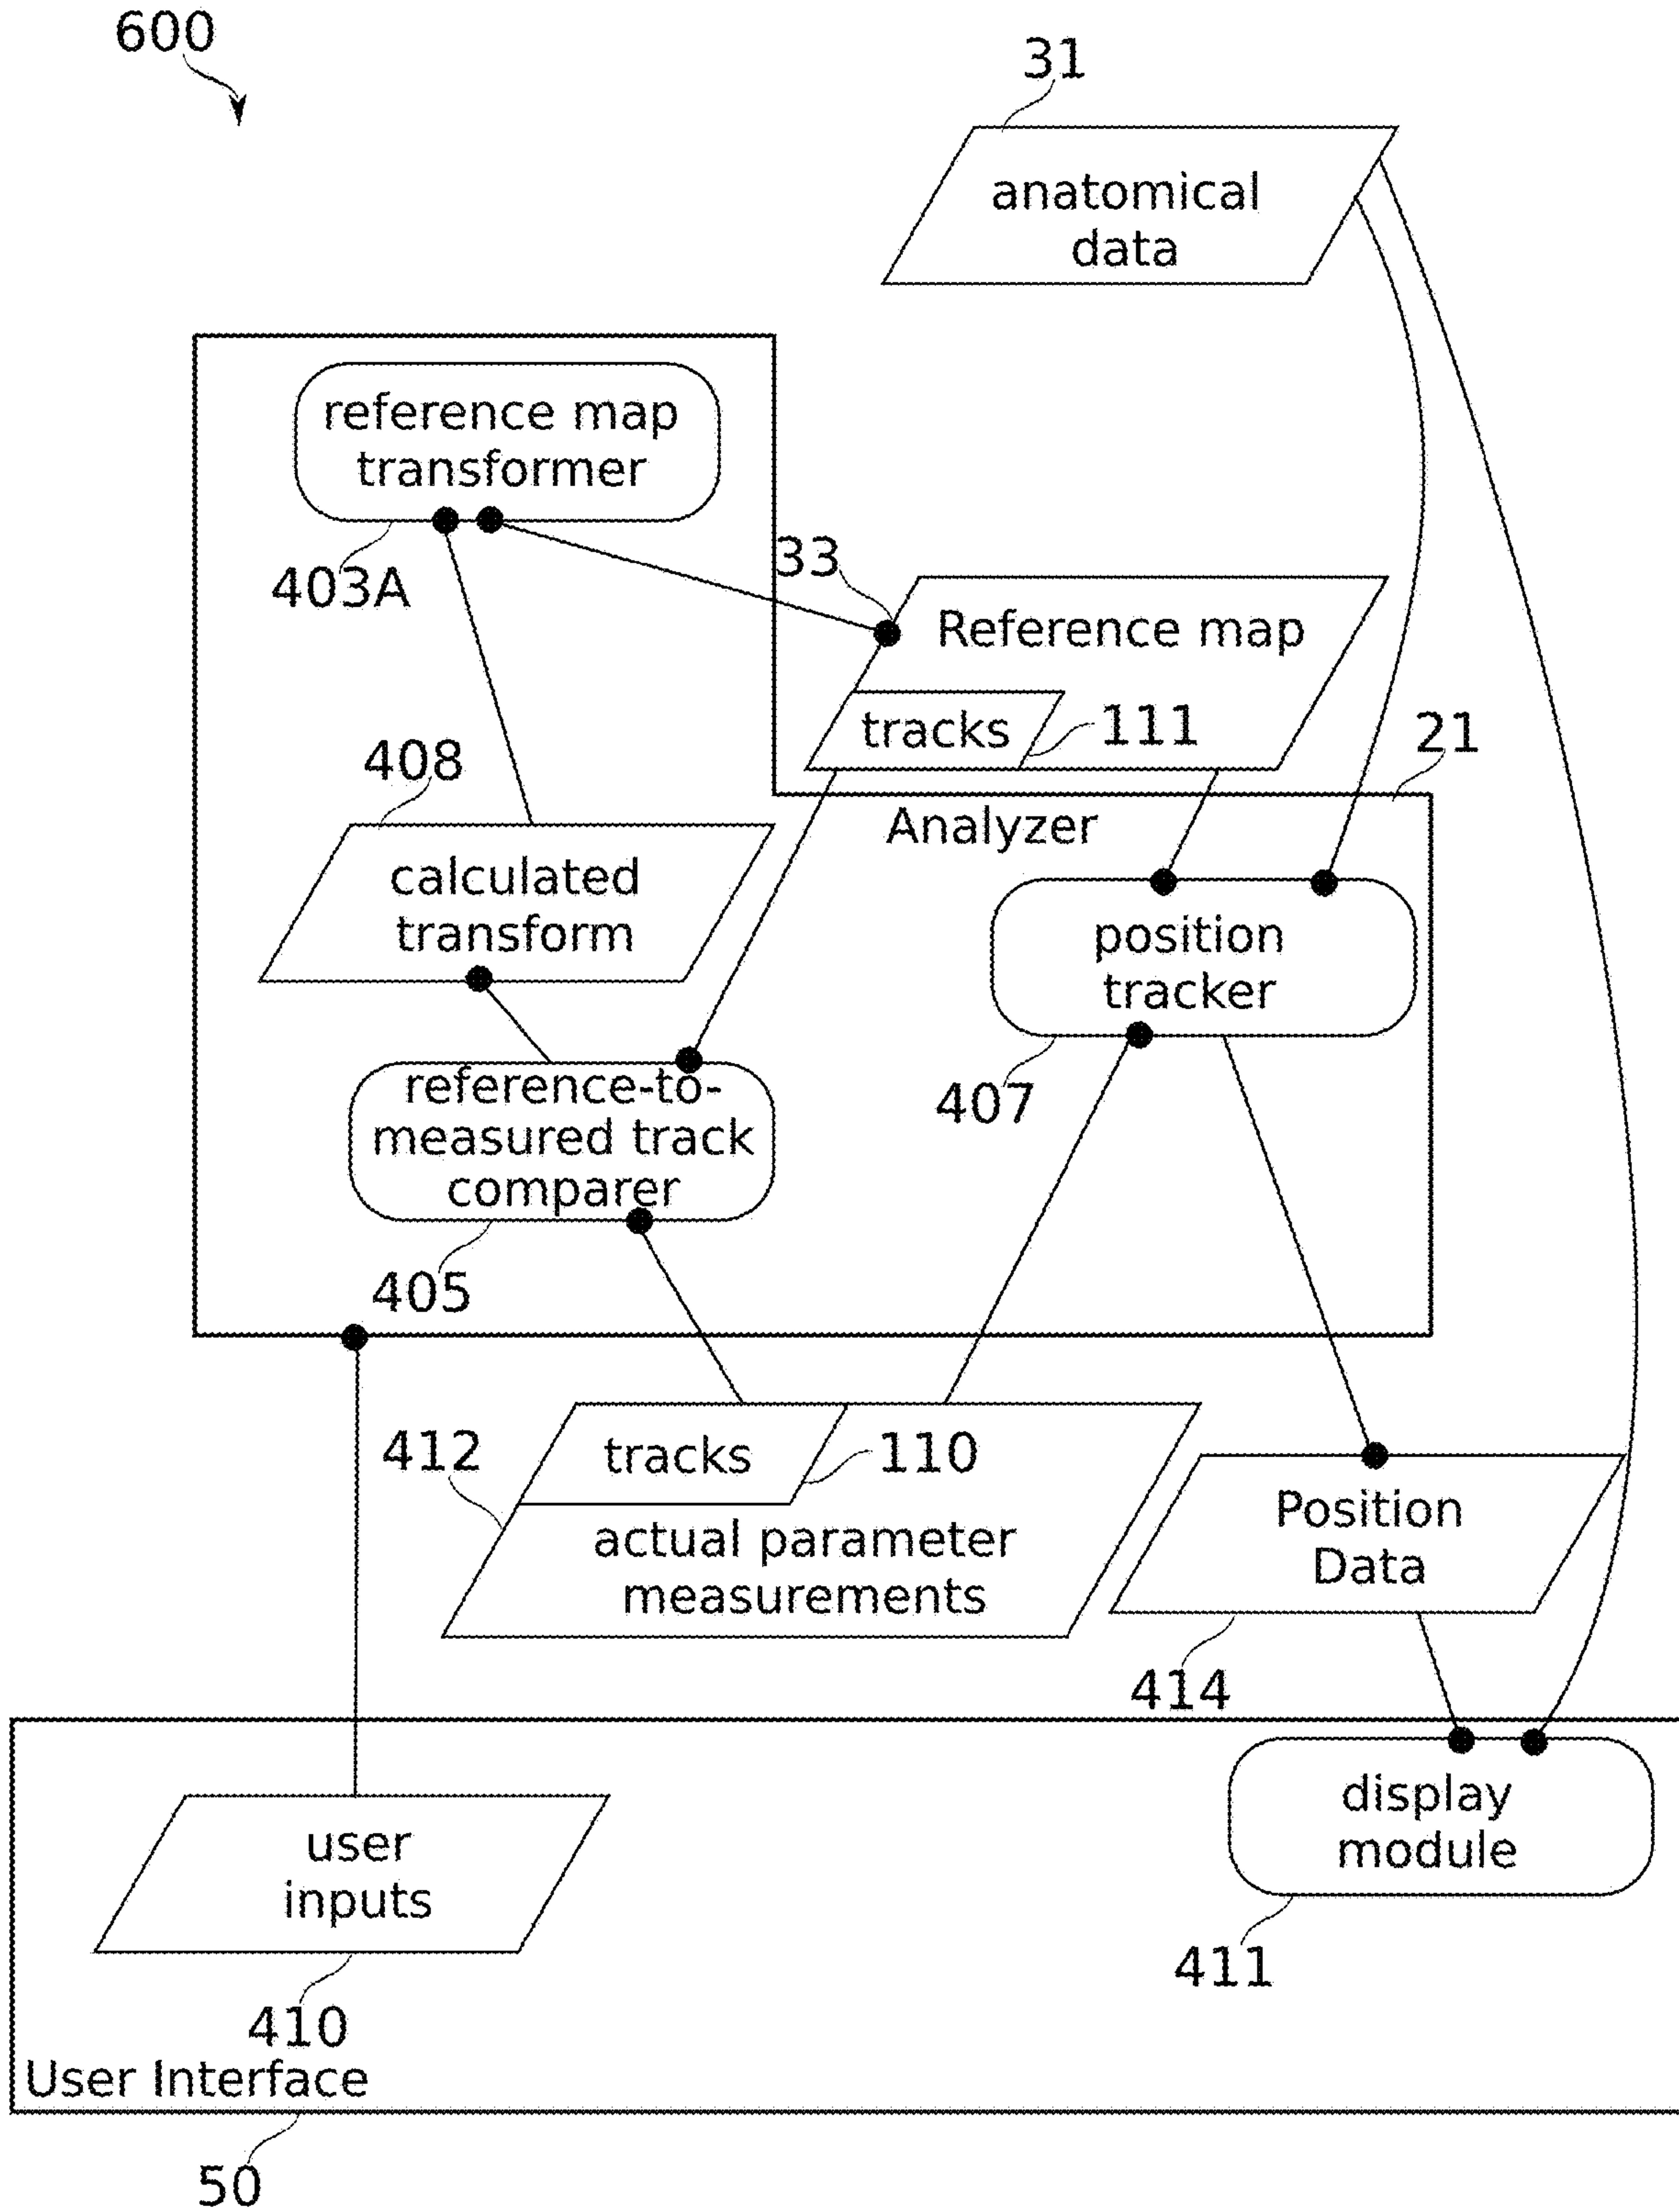 600
31
anatomical
data
reference map
transformer
403A
33
Reference map
tracks
111
21
408
Analyzer
calculated
transform
position
tracker
reference-to-
measured track
comparer
407
405
412
tracks
110
actual parameter
measurements
Position
Data
414
user
inputs
display
module
411
410
User Interface
50